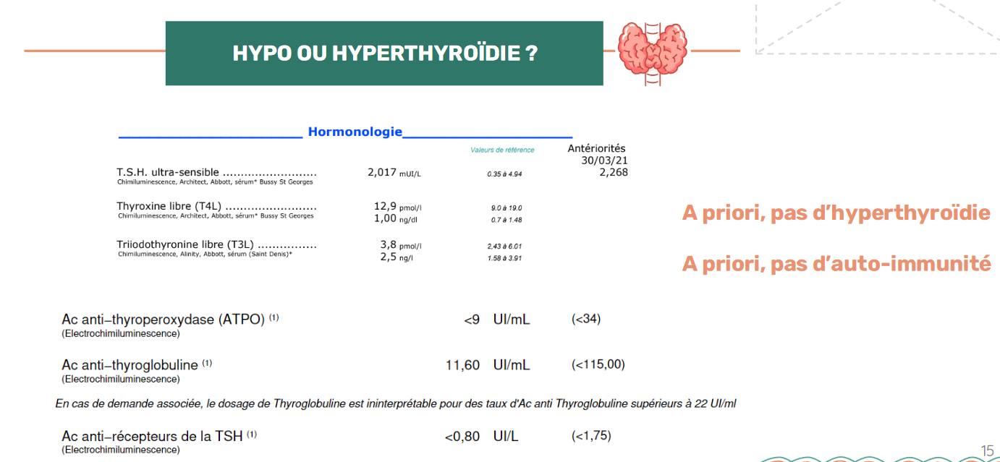 HYPO OU HYPERTHYROÏDIE ?
Hormonologie
Valeurs de référence
Antériorités
30/03/21
T.S.H. ultra-sensible .......................... 2,017 mUI/L 0.35 à 4.94 2,268
Chimiluminescence, Architect, Abbott, sérum* Bussy St Georges
Thyroxine libre (T4L) ......................... 12,9 pmol/l 9.0 à 19.0
Chimiluminescence, Architect, Abbott, sérum* Bussy St Georges
1,00 ng/dl 0.7 à 1.48
A priori, pas d'hyperthyroïdie
Triiodothyronine libre (T3L) ................ 3,8 pmol/l 2,43 à 6.01
Chimiluminescence, Alinity, Abbott, sérum (Saint Denis)*
2,5 ng/l 1.58 à 3.91
A priori, pas d'auto-immunité
Ac anti–thyroperoxydase (ATPO) (1) <9 UI/mL (<34)
(Electrochimiluminescence)
Ac anti–thyroglobuline (1) 11,60 UI/mL (<115,00)
(Electrochimiluminescence)
En cas de demande associée, le dosage de Thyroglobuline est ininterprétable pour des taux d'Ac anti Thyroglobuline supérieurs à 22 UI/ml
Ac anti–récepteurs de la TSH (1) <0,80 UI/L (<1,75)
(Electrochimiluminescence)
15